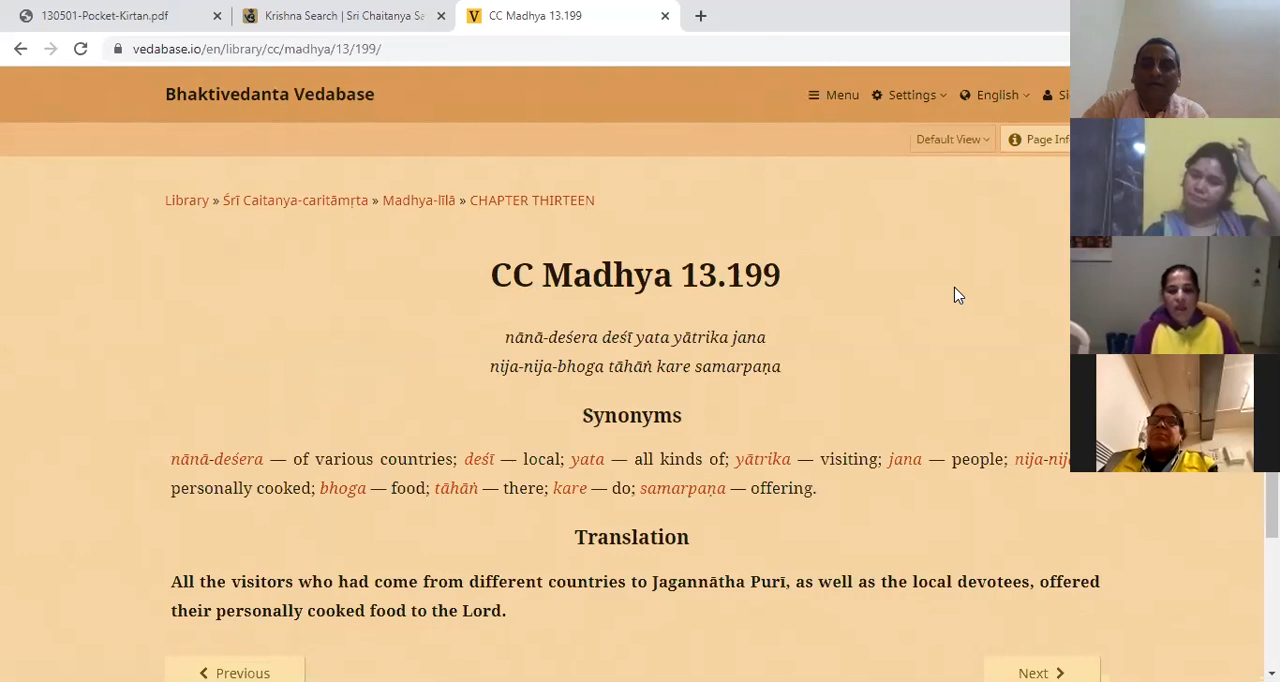 130501-Pocket-Kirtan.pdf
Krishna Search | Sri Chaitanya Sa
CC Madhya 13.199
vedabase.io/en/library/cc/madhya/13/199/
Bhaktivedanta Vedabase
Menu Settings English Si
Default View Page Inf
Library » Śrī Caitanya-caritāmṛta » Madhya-līlā » CHAPTER THIRTEEN
CC Madhya 13.199
nānā-deśera deśī yata yātrika jana
nija-nija-bhoga tāhāṅ kare samarpaṇa
Synonyms
nānā-deśera — of various countries; deśī — local; yata — all kinds of; yātrika — visiting; jana — people; nija-nij
personally cooked; bhoga — food; tāhāṅ — there; kare — do; samarpaṇa — offering.
Translation
All the visitors who had come from different countries to Jagannātha Purī, as well as the local devotees, offered
their personally cooked food to the Lord.
Previous
Next